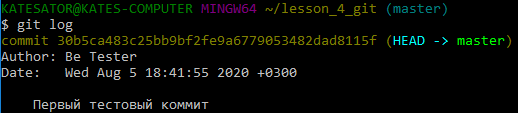 KATESATOR@KATES-COMPUTER MINGW64 ~/lesson_4_git (master)
$ git log
commit 30b5ca483c25bb9bf2fe9a6779053482dad8115f (HEAD -> master)
Author: Be Tester
Date:   Wed Aug 5 18:41:55 2020 +0300
    Первый тестовый коммит